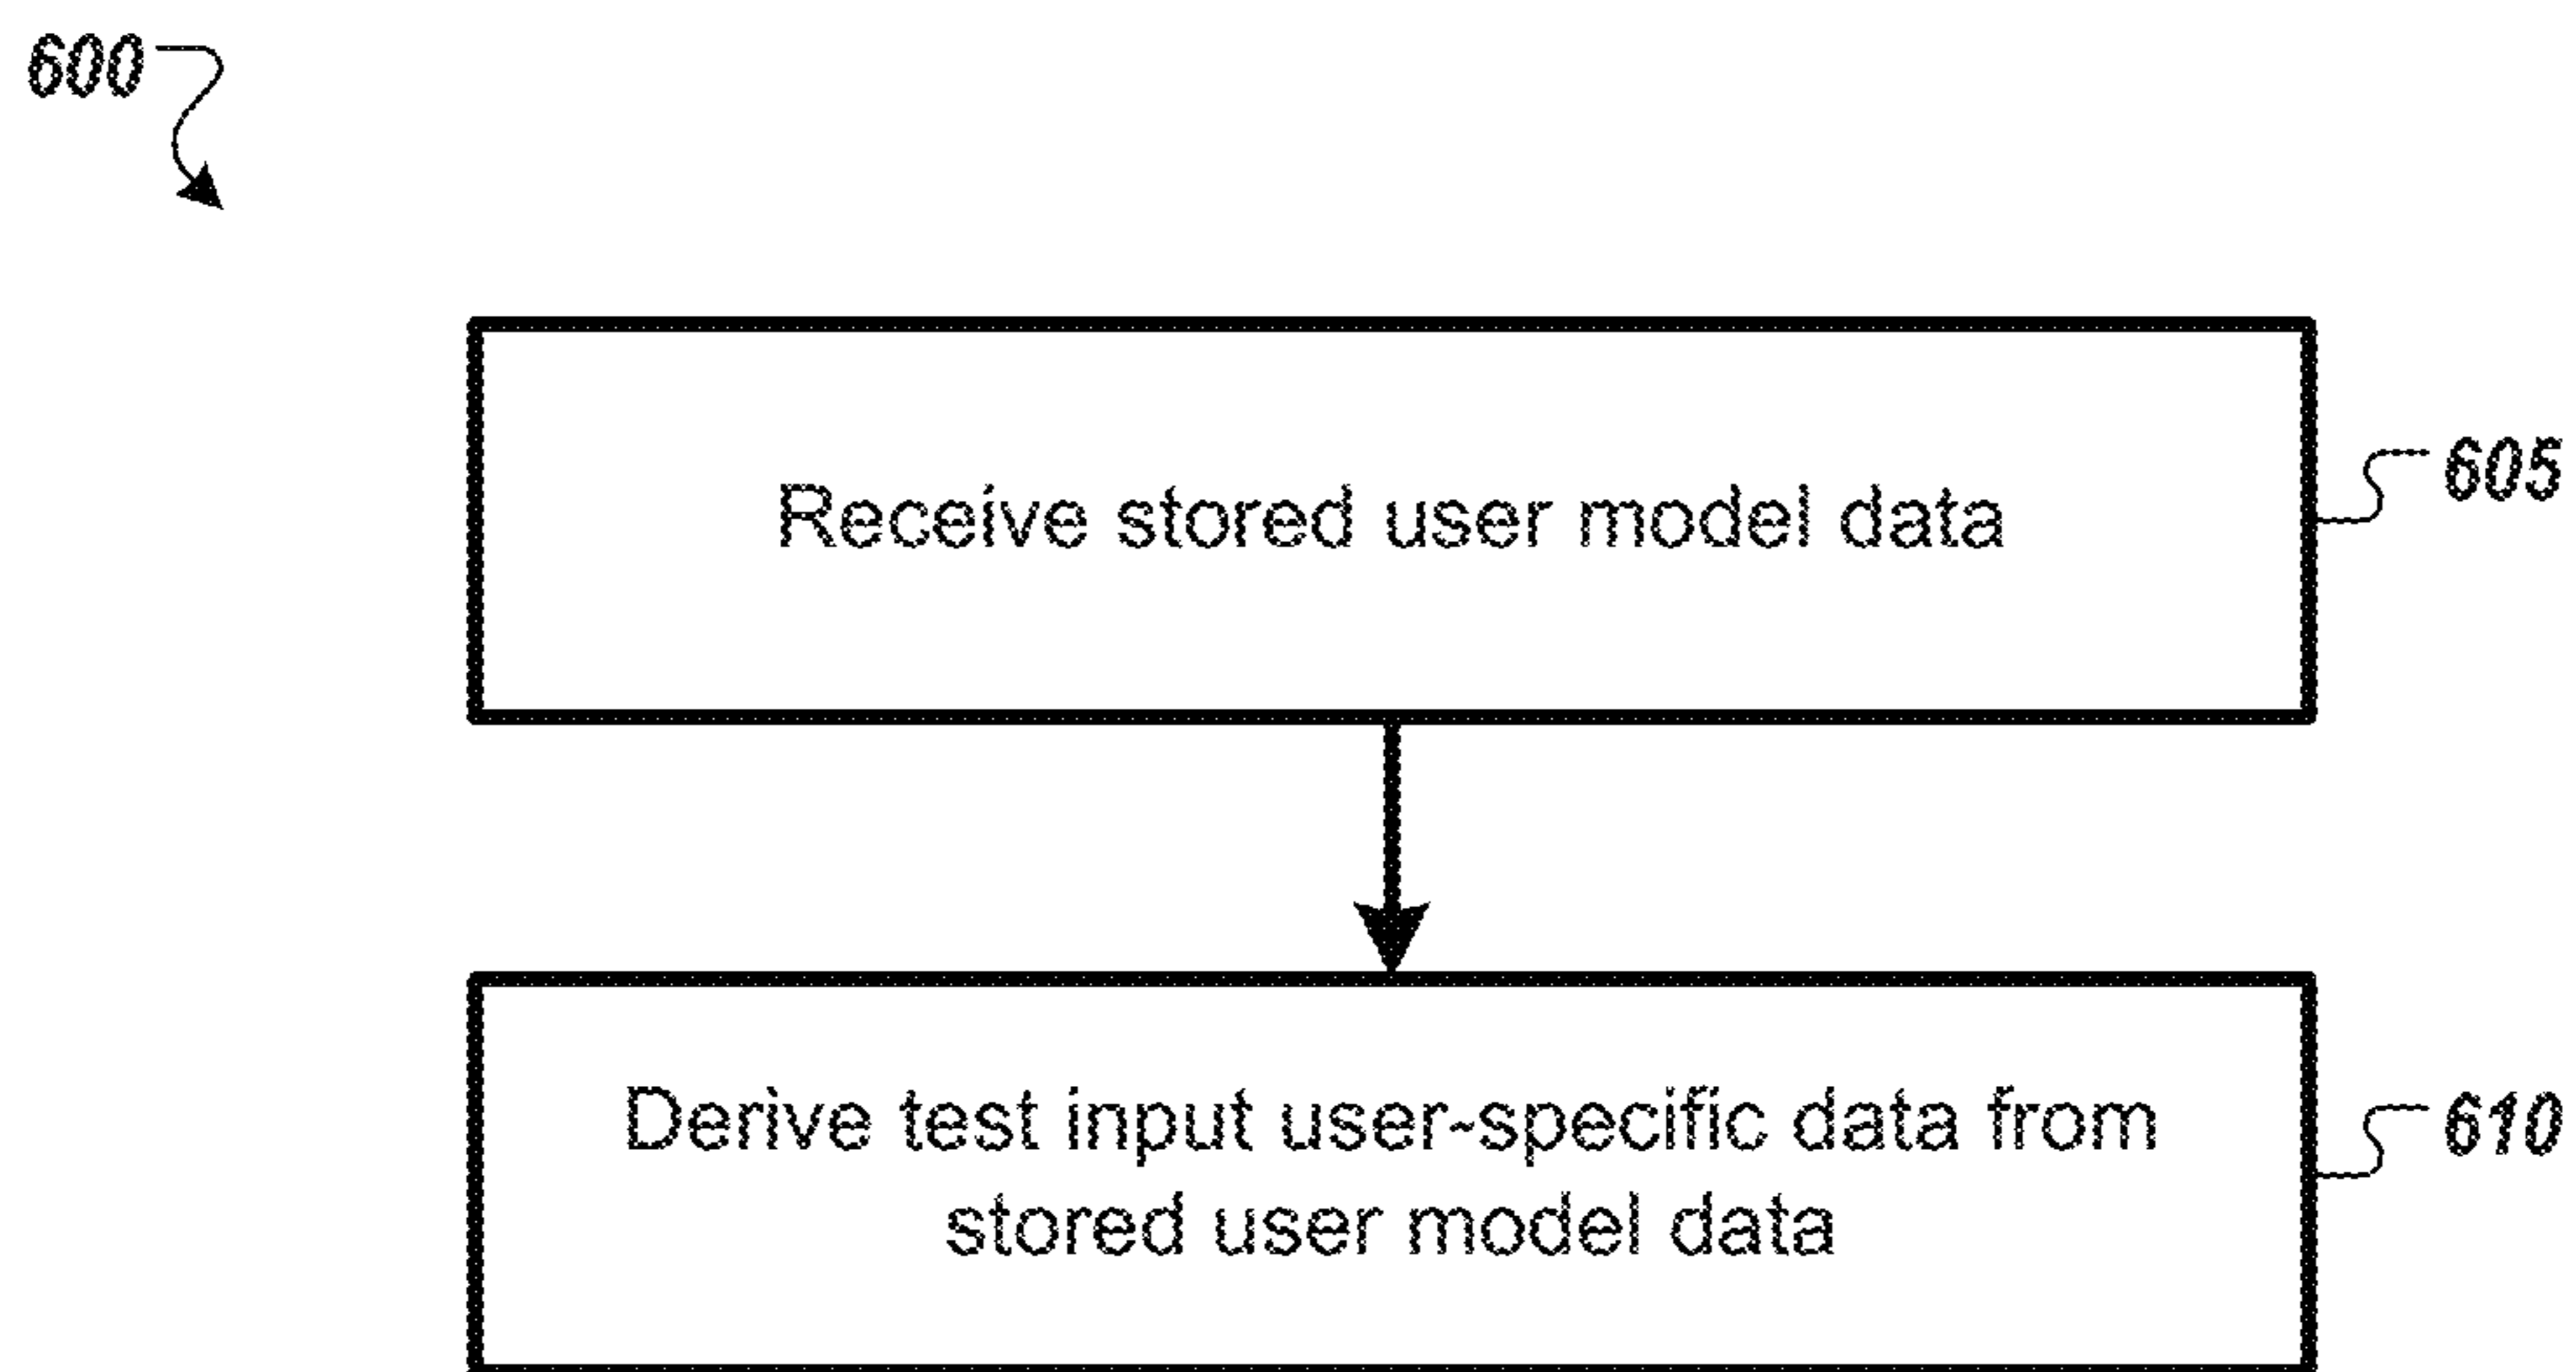 600
Receive stored user model data
605
Derive test input user-specific data from
stored user model data
610